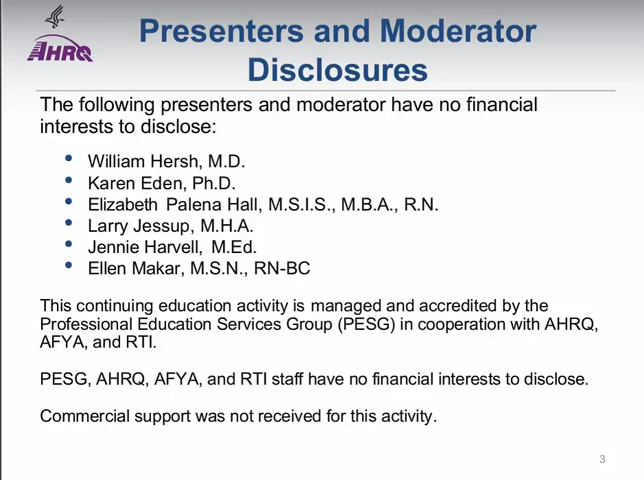 AHRQ
Presenters and Moderator
Disclosures
The following presenters and moderator have no financial
interests to disclose:
• William Hersh, M.D.
• Karen Eden, Ph.D.
• Elizabeth Palena Hall, M.S.I.S., M.B.A., R.N.
• Larry Jessup, M.H.A.
• Jennie Harvell, M.Ed.
• Ellen Makar, M.S.N., RN-BC
This continuing education activity is managed and accredited by the
Professional Education Services Group (PESG) in cooperation with AHRQ,
AFYA, and RTI.
PESG, AHRQ, AFYA, and RTI staff have no financial interests to disclose.
Commercial support was not received for this activity.
3